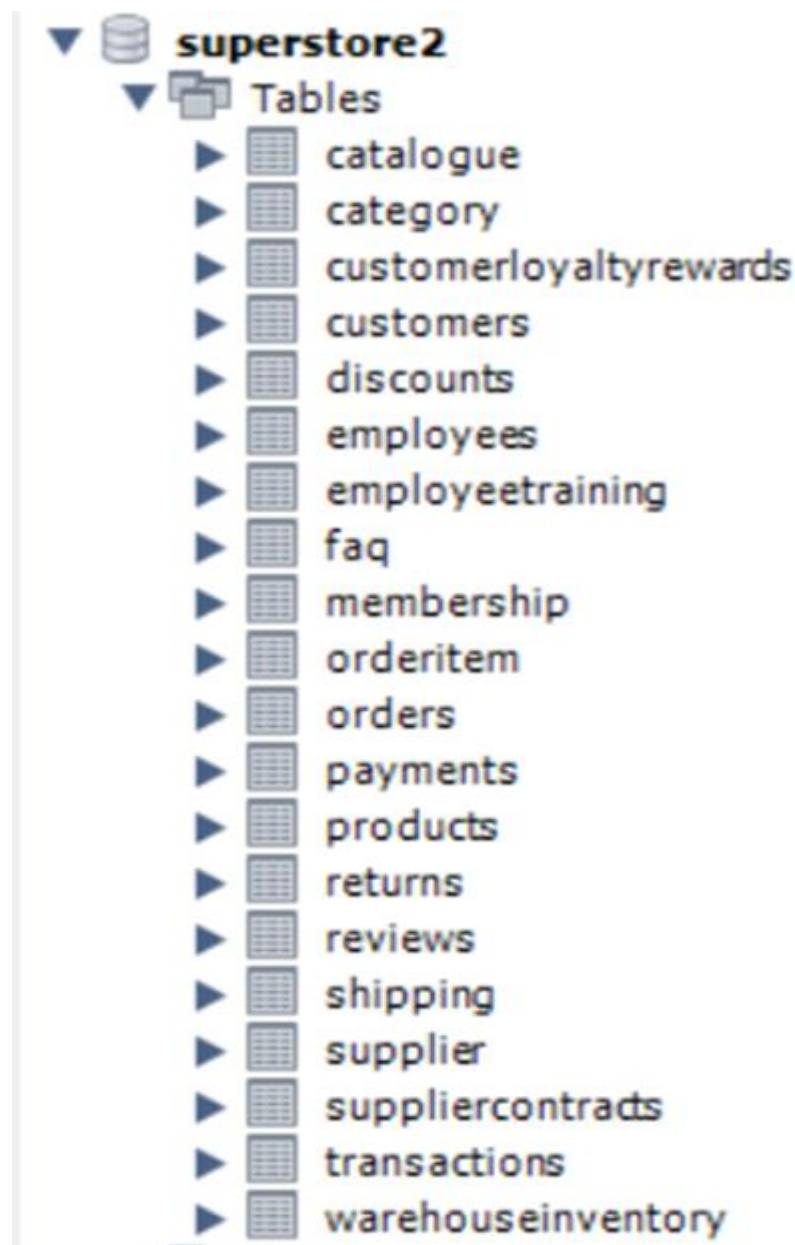 superstore2
Tables
catalogue
category
customerloyaltyrewards
customers
discounts
employees
employeetraining
faq
membership
orderitem
orders
payments
products
returns
reviews
shipping
supplier
suppliercontracts
transactions
warehouseinventory